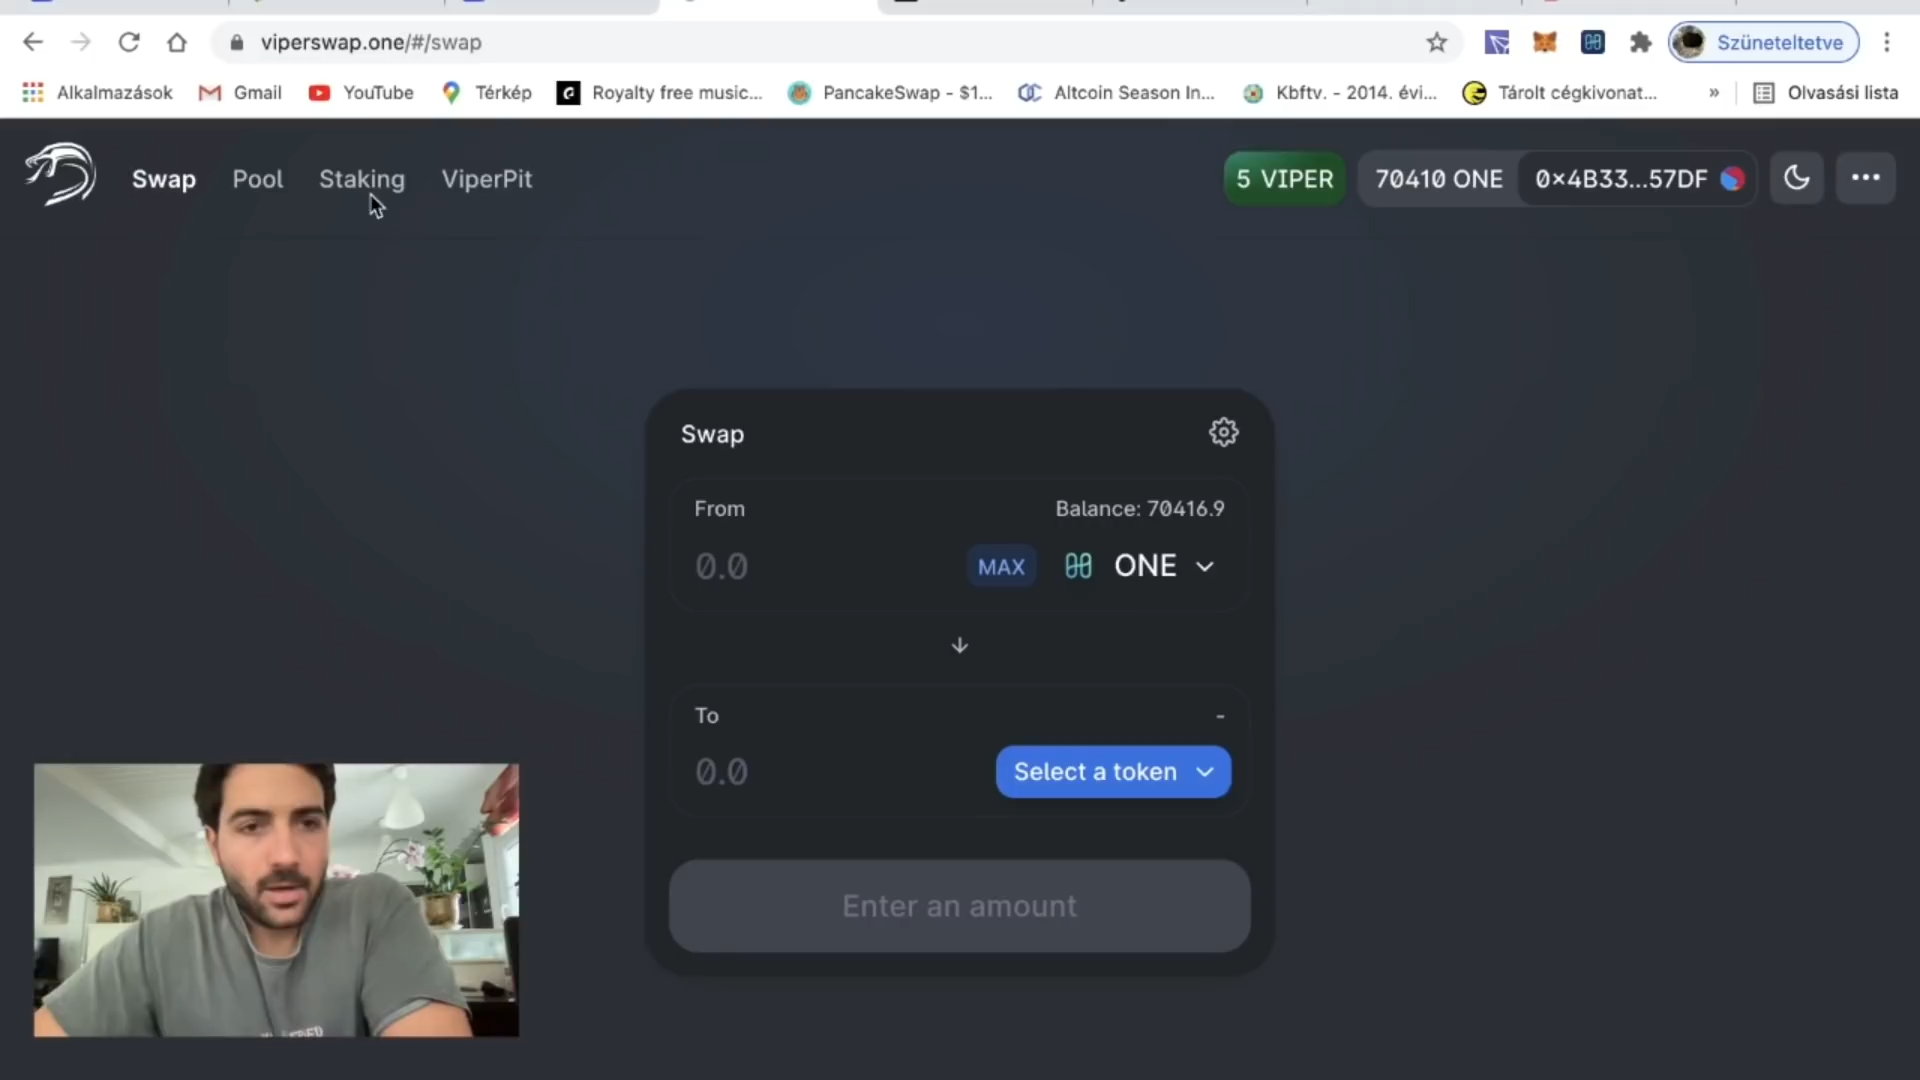 viperswap.one/#/swap
Szüneteltetve
Alkalmazások
Gmail
YouTube
Térkép
Royalty free music...
PancakeSwap - $1...
Altcoin Season In...
Kbftv. - 2014. évi...
Tárolt cégkivonat...
»
Olvasási lista
Swap
Pool
Staking
ViperPit
5 VIPER
70410 ONE
0x4B33...57DF
Swap
From
Balance: 70416.9
0.0
MAX
ONE
To
-
0.0
Select a token
Enter an amount